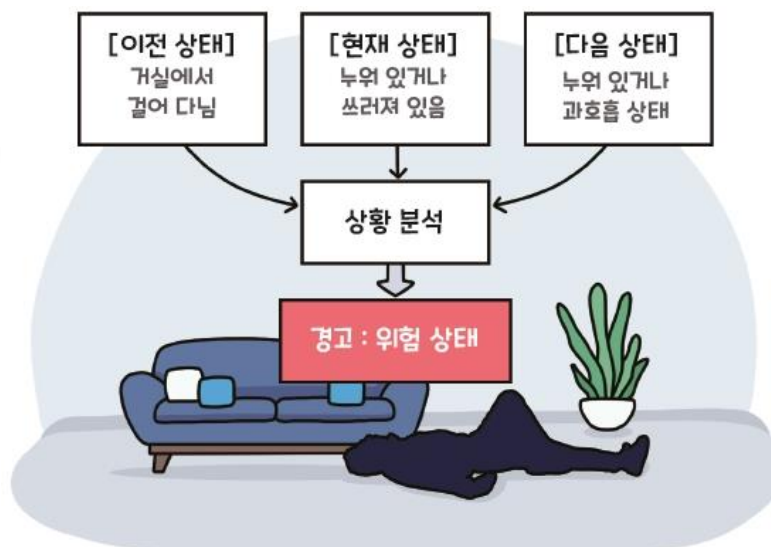 [이전 상태]
거실에서
걸어 다님
[현재 상태]
누워 있거나
쓰러져 있음
[다음 상태]
누워 있거나
과호흡 상태
상황 분석
경고 : 위험 상태